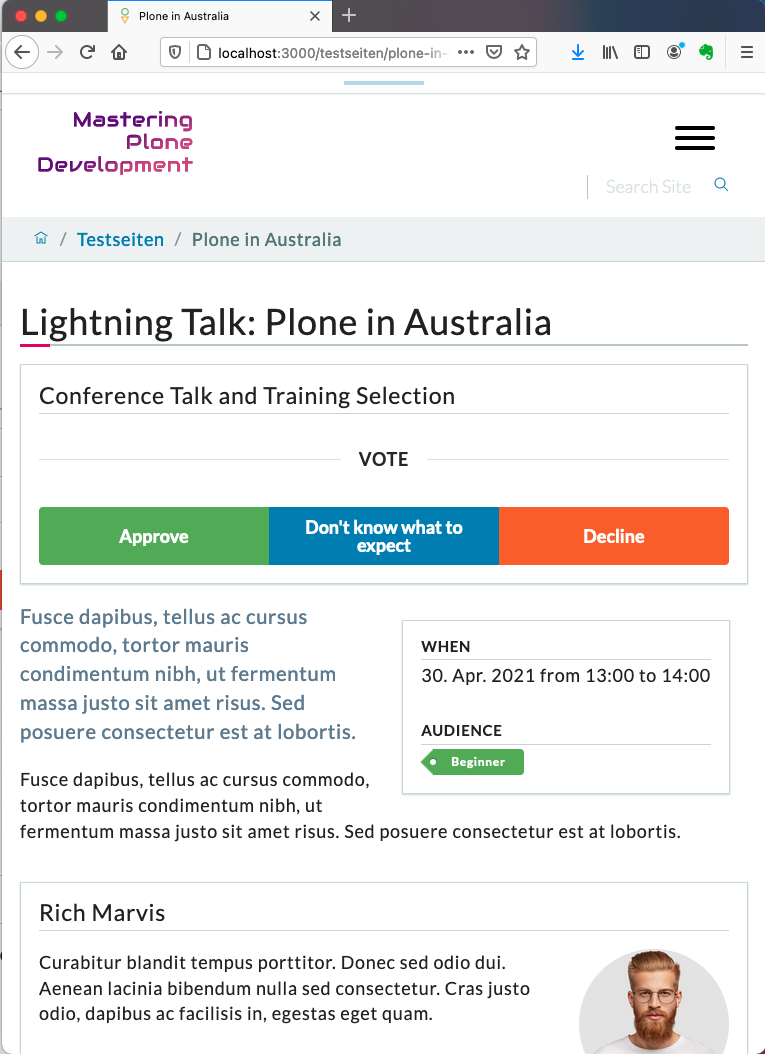 Plone in Australia
localhost:3000/testseiten/plone-in-
Mastering
Plone
Development
Search Site
/ Testseiten / Plone in Australia
Lightning Talk: Plone in Australia
Conference Talk and Training Selection
VOTE
Approve
Don't know what to
expect
Decline
Fusce dapibus, tellus ac cursus
commodo, tortor mauris
condimentum nibh, ut fermentum
massa justo sit amet risus. Sed
posuere consectetur est at lobortis.
WHEN
30. Apr. 2021 from 13:00 to 14:00
AUDIENCE
Beginner
Fusce dapibus, tellus ac cursus commodo,
tortor mauris condimentum nibh, ut
fermentum massa justo sit amet risus. Sed posuere consectetur est at lobortis.
Rich Marvis
Curabitur blandit tempus porttitor. Donec sed odio dui.
Aenean lacinia bibendum nulla sed consectetur. Cras justo
odio, dapibus ac facilisis in, egestas eget quam.